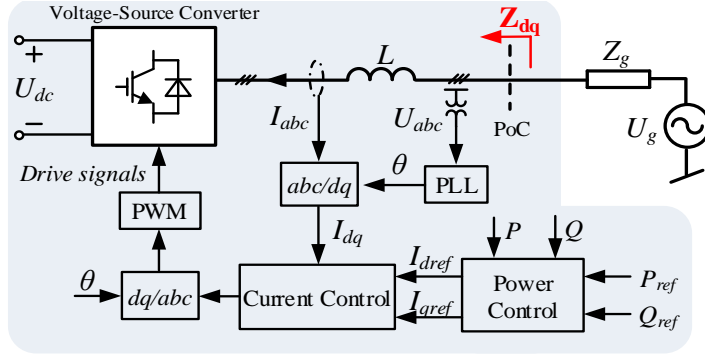 Voltage-Source Converter
Z_dq
L
Z_g
+
U_dc
I_abc
U_abc
PoC
U_g
−
Drive signals
abc/dq
θ
PLL
PWM
I_dq
P
Q
I_dref
θ
dq/abc
Current Control
Power
Control
P_ref
I_qref
Q_ref